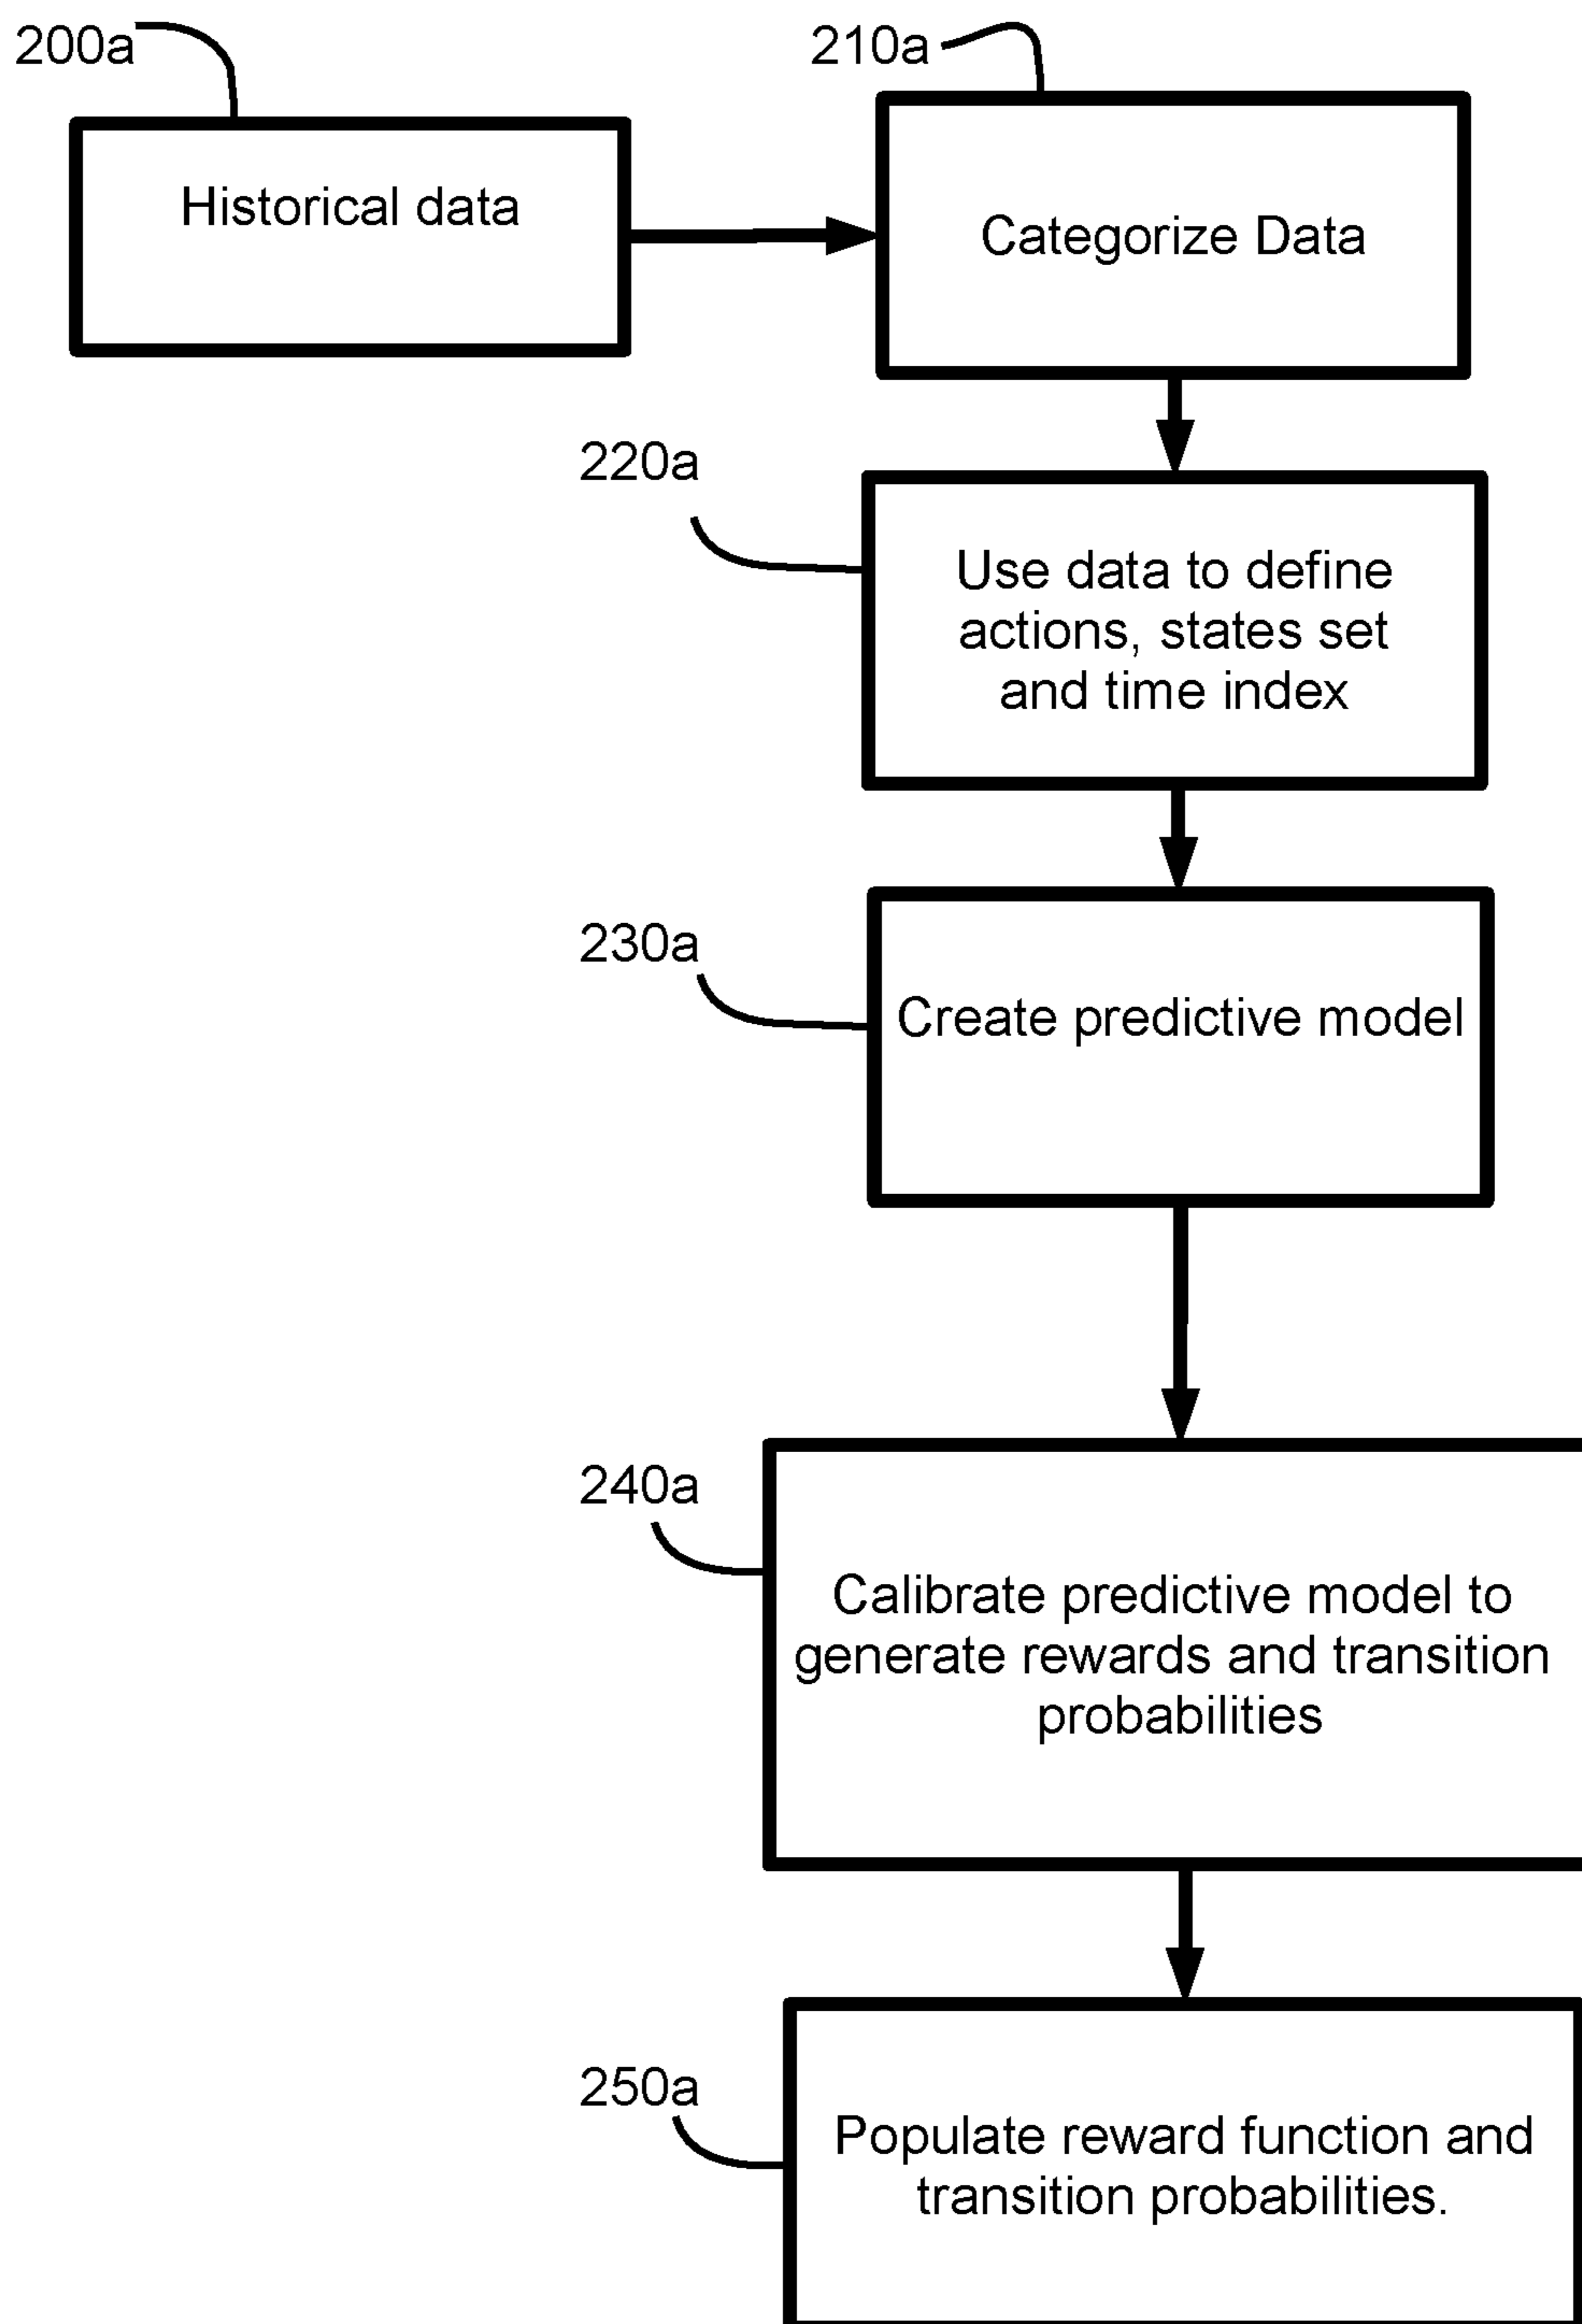 200a
210a
Historical data
Categorize Data
220a
Use data to define
actions, states set
and time index
230a
Create predictive model
240a
Calibrate predictive model to
generate rewards and transition
probabilities
250a
Populate reward function and
transition probabilities.